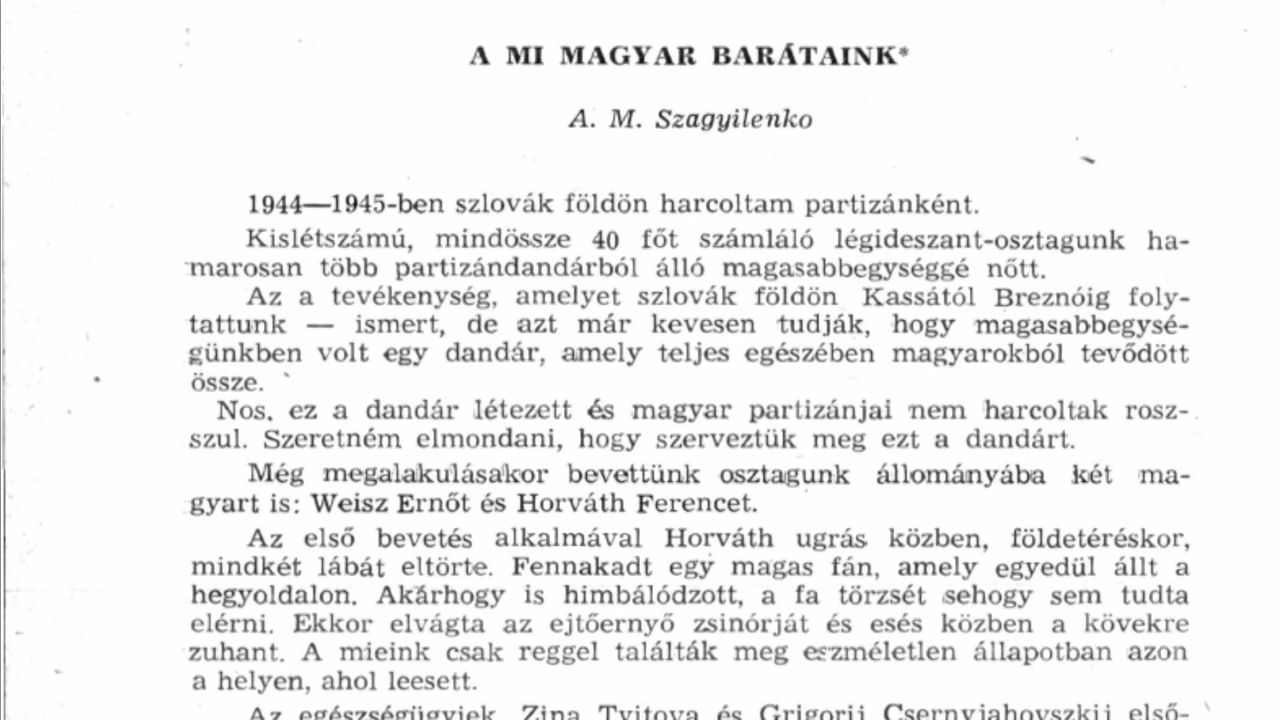 A MI MAGYAR BARÁTAINK*
A. M. Szagyilenko
1944—1945-ben szlovák földön harcoltam partizánként.
Kislétszámú, mindössze 40 főt számláló légideszant-osztagunk ha-
marosan több partizándandárból álló magasabbegységgé nőtt.
Az a tevékenység, amelyet szlovák földön Kassától Breznóig foly-
tattunk — ismert, de azt már kevesen tudják, hogy magasabbegysé-
günkben volt egy dandár, amely teljes egészében magyarokból tevődött
össze.
Nos, ez a dandár létezett és magyar partizánjai nem harcoltak rosz-
szul. Szeretném elmondani, hogy szerveztük meg ezt a dandárt.
Még megalakulásakor bevettünk osztagunk állományába két ma-
gyart is: Weisz Ernőt és Horváth Ferencet.
Az első bevetés alkalmával Horváth ugrás közben, földetéréskor,
mindkét lábát eltörte. Fennakadt egy magas fán, amely egyedül állt a
hegyoldalon. Akárhogy is himbálódzott, a fa törzsét sehogy sem tudta
elérni. Ekkor elvágta az ejtőernyő zsinórját és esés közben a kövekre
zuhant. A mieink csak reggel találták meg eszméletlen állapotban azon
a helyen, ahol leesett.
Az egészségügyiek, Zina Tvitova és Grigorij Csernyjahovszkij első-